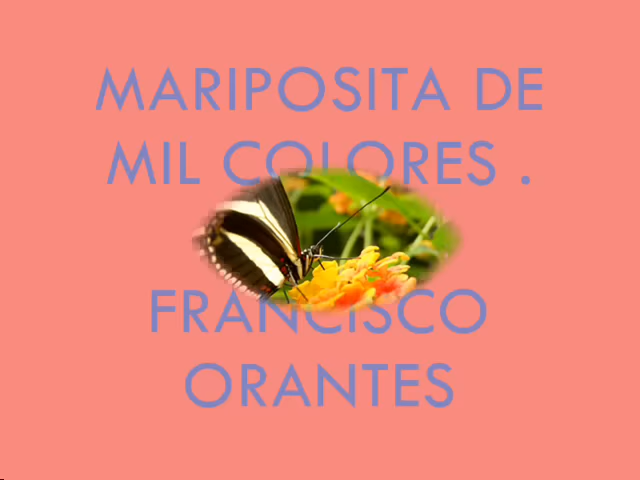 MARIPOSITA DE
MIL COLORES .
FRANCISCO
ORANTES